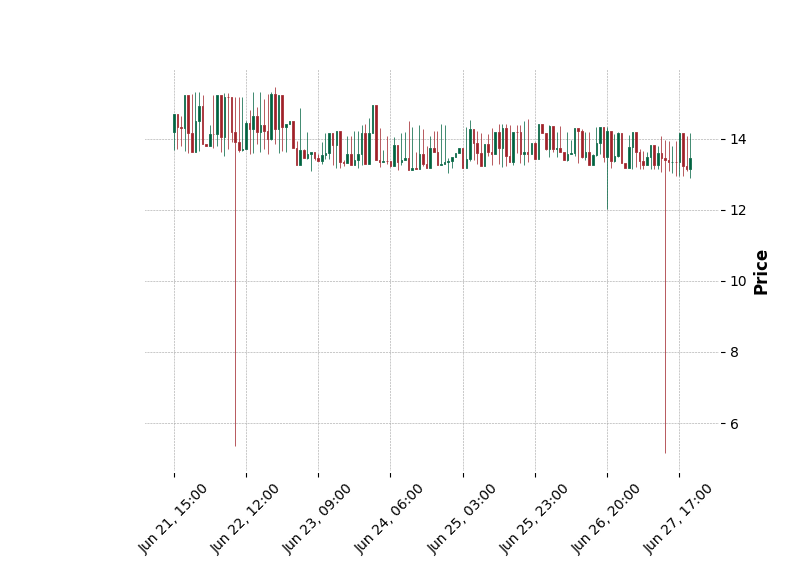 14
12
10
8
6
Price
Jun 21, 15:00
Jun 22, 12:00
Jun 23, 09:00
Jun 24, 06:00
Jun 25, 03:00
Jun 25, 23:00
Jun 26, 20:00
Jun 27, 17:00